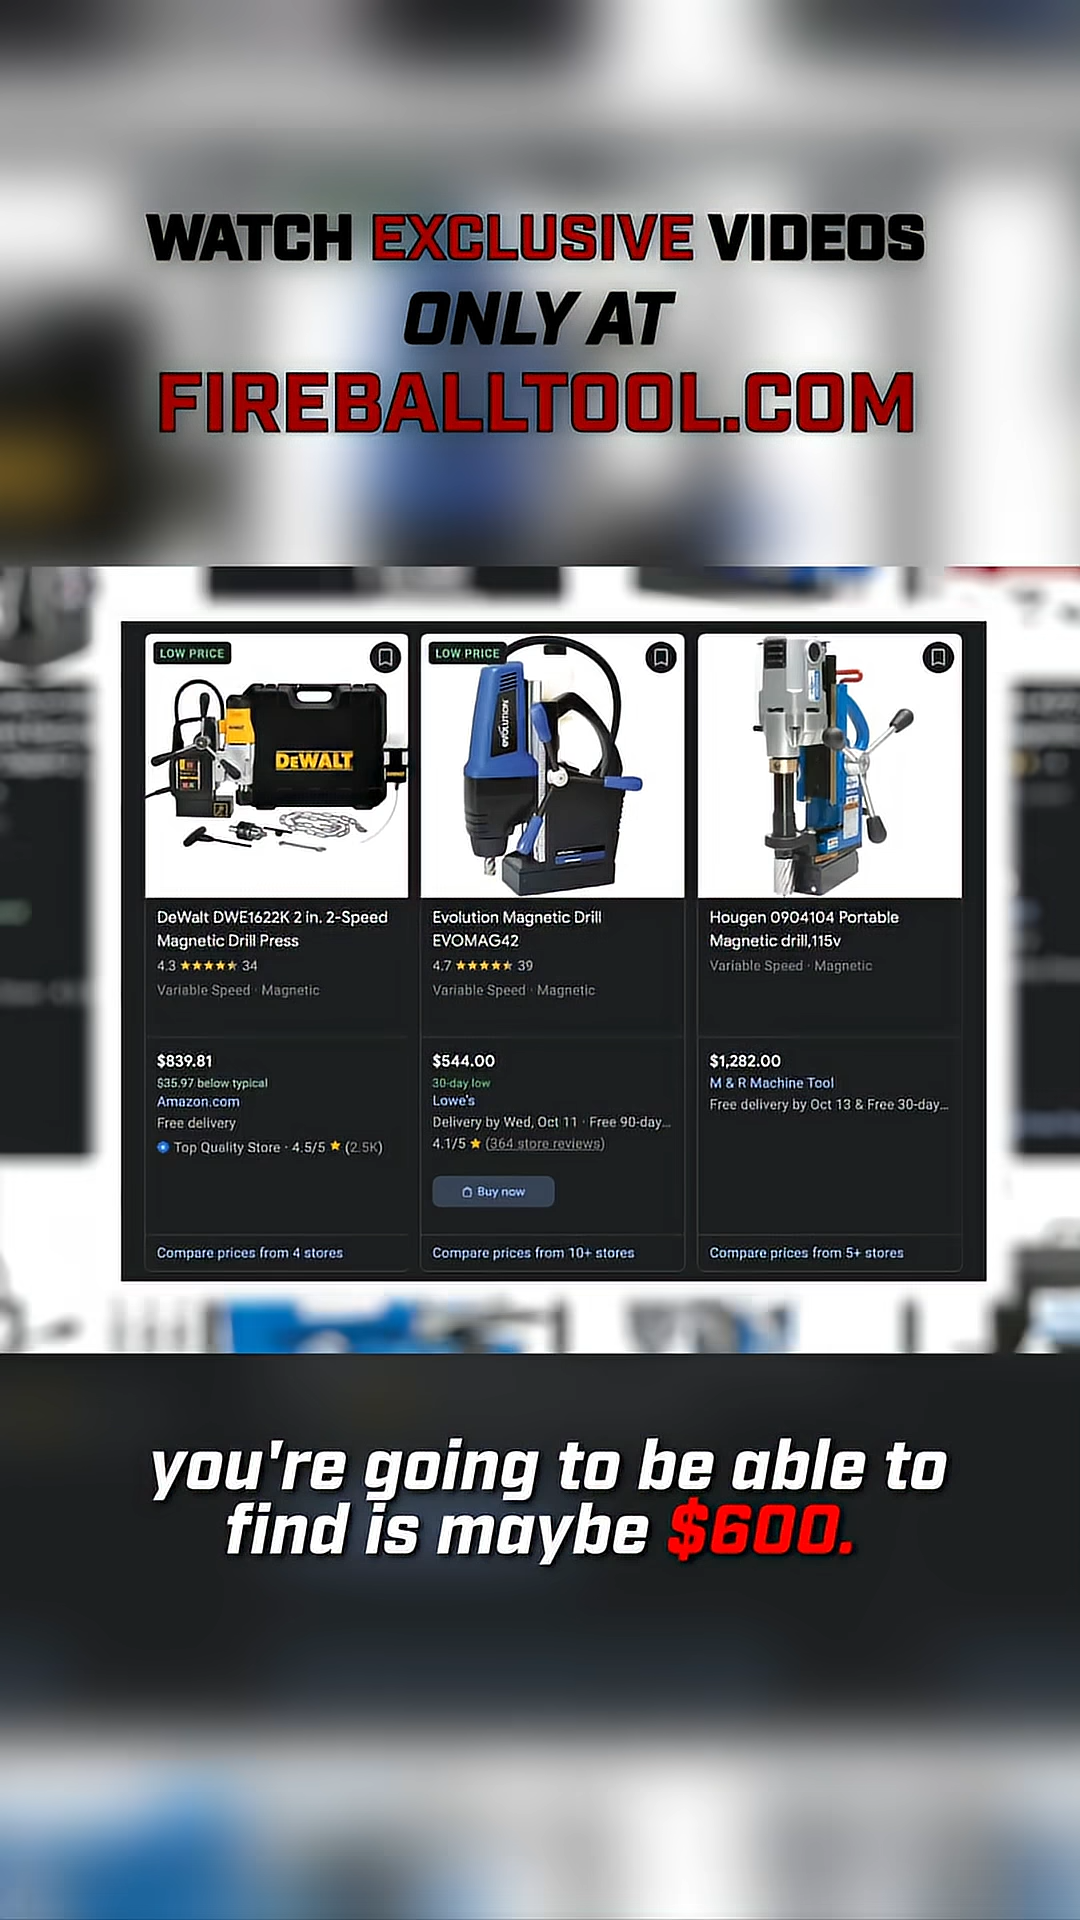 WATCH EXCLUSIVE VIDEOS
ONLY AT
FIREBALLTOOL.COM
LOW PRICE
DEWALT
DeWalt DWE1622K 2 in. 2-Speed
Magnetic Drill Press
4.3 ★★★★★ 34
Variable Speed · Magnetic
$839.81
$35.97 below typical
Amazon.com
Free delivery
Top Quality Store · 4.5/5 ★ (2.5K)
Compare prices from 4 stores
LOW PRICE
evolution
Evolution Magnetic Drill
EVOMAG42
4.7 ★★★★★ 39
Variable Speed · Magnetic
$544.00
30-day low
Lowe's
Delivery by Wed, Oct 11 · Free 90-day...
4.1/5 ★ (364 store reviews)
Buy now
Compare prices from 10+ stores
Hougen 0904104 Portable
Magnetic drill,115v
Variable Speed · Magnetic
$1,282.00
M & R Machine Tool
Free delivery by Oct 13 & Free 30-day...
Compare prices from 5+ stores
you're going to be able to
find is maybe $600.